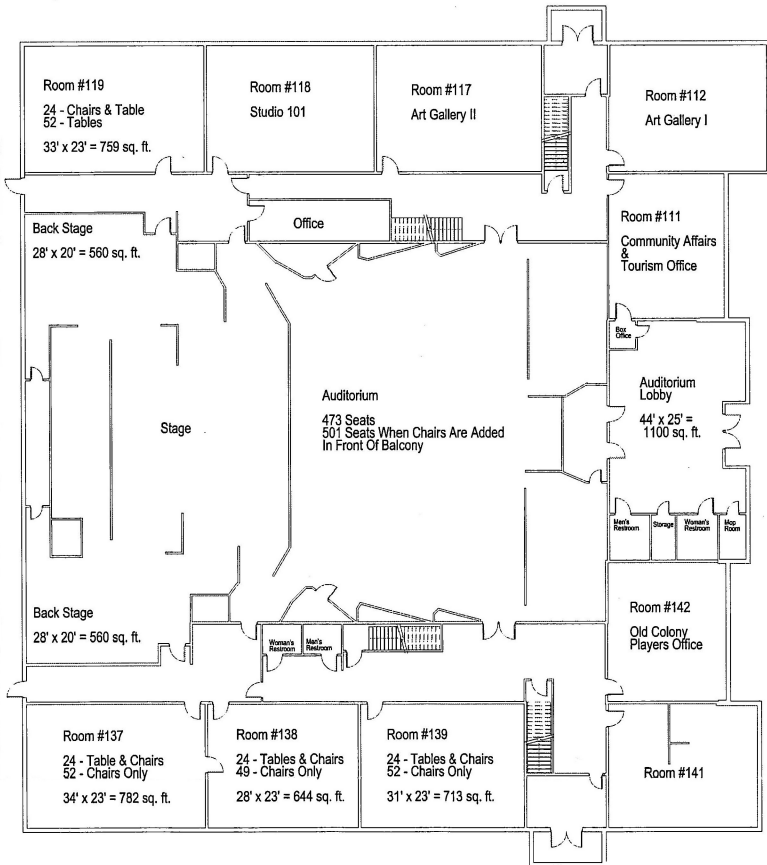 Room #119
24 - Chairs & Table
52 - Tables
33' x 23' = 759 sq. ft.
Room #118
Studio 101
Room #117
Art Gallery II
Room #112
Art Gallery I
Back Stage
28' x 20' = 560 sq. ft.
Office
Room #111
Community Affairs
&
Tourism Office
Box
Office
Stage
Auditorium
473 Seats
501 Seats When Chairs Are Added
In Front Of Balcony
Auditorium
Lobby
44' x 25' =
1100 sq. ft.
Men's
Restroom
Storage
Woman's
Restroom
Mop
Room
Back Stage
28' x 20' = 560 sq. ft.
Woman's
Restroom
Men's
Restroom
Room #142
Old Colony
Players Office
Room #137
24 - Table & Chairs
52 - Chairs Only
34' x 23' = 782 sq. ft.
Room #138
24 - Tables & Chairs
49 - Chairs Only
28' x 23' = 644 sq. ft.
Room #139
24 - Tables & Chairs
52 - Chairs Only
31' x 23' = 713 sq. ft.
Room #141